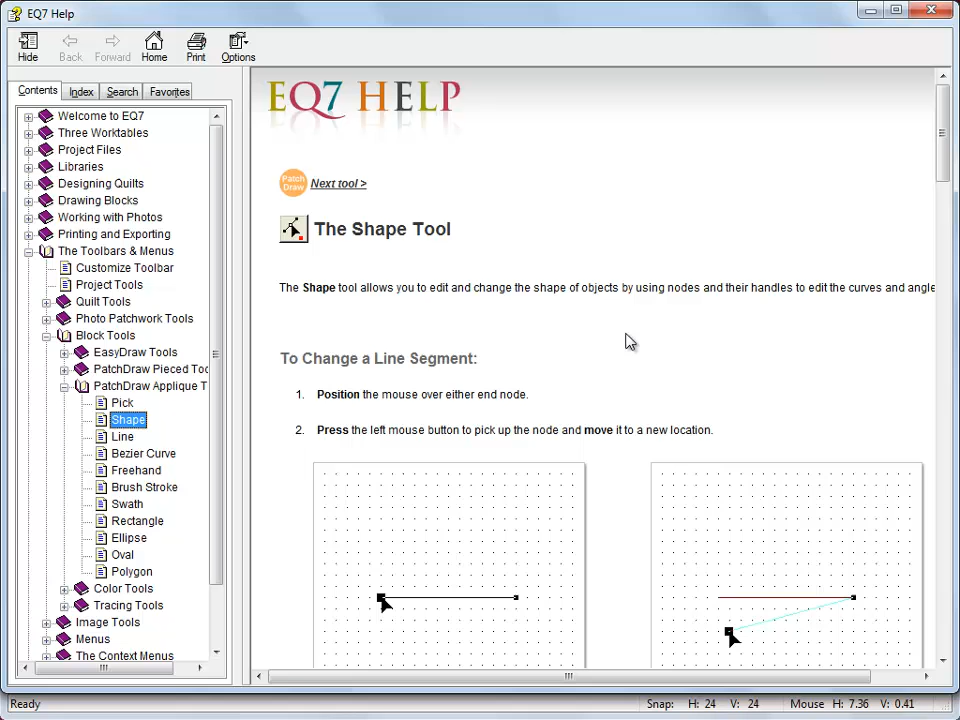 EQ7 Help
Hide
Back
Forward
Home
Print
Options
Contents
Index
Search
Favorites
Welcome to EQ7
Three Worktables
Project Files
Libraries
Designing Quilts
Drawing Blocks
Working with Photos
Printing and Exporting
The Toolbars & Menus
Customize Toolbar
Project Tools
Quilt Tools
Photo Patchwork Tools
Block Tools
EasyDraw Tools
PatchDraw Pieced Too
PatchDraw Applique T
Pick
Shape
Line
Bezier Curve
Freehand
Brush Stroke
Swath
Rectangle
Ellipse
Oval
Polygon
Color Tools
Tracing Tools
Image Tools
Menus
The Context Menus
EQ7 HELP
Patch
Draw
Next tool >
The Shape Tool
The Shape tool allows you to edit and change the shape of objects by using nodes and their handles to edit the curves and angle
To Change a Line Segment:
1. Position the mouse over either end node.
2. Press the left mouse button to pick up the node and move it to a new location.
Ready
Snap: H: 24 V: 24 Mouse H: 7.36 V: 0.41